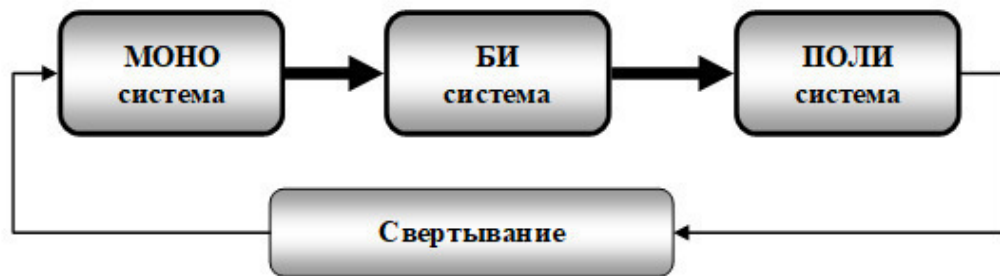 МОНО
система
БИ
система
ПОЛИ
система
Свертывание